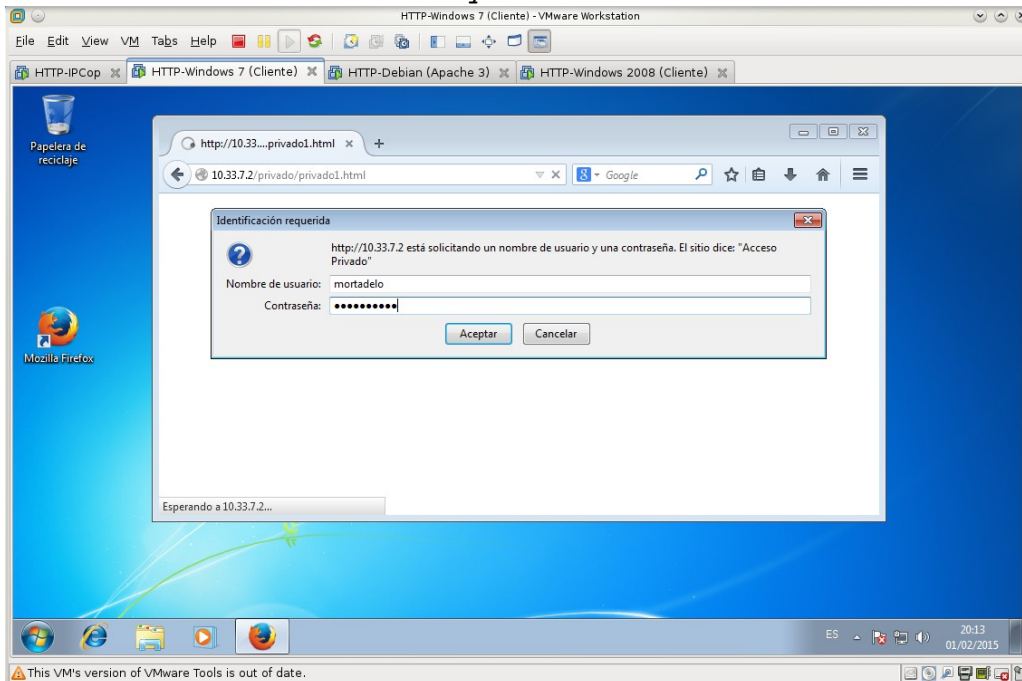 HTTP-Windows 7 (Cliente) - VMware Workstation
File Edit View VM Tabs Help
HTTP-IPCop HTTP-Windows 7 (Cliente) HTTP-Debian (Apache 3) HTTP-Windows 2008 (Cliente)
Papelera de
reciclaje
http://10.33....privado1.html
10.33.7.2/privado/privado1.html
8 Google
Identificación requerida
http://10.33.7.2 está solicitando un nombre de usuario y una contraseña. El sitio dice: "Acceso
Privado"
Nombre de usuario: mortadelo
Contraseña: ••••••••••
Aceptar Cancelar
Mozilla Firefox
Esperando a 10.33.7.2...
ES 20:13
01/02/2015
This VM's version of VMware Tools is out of date.